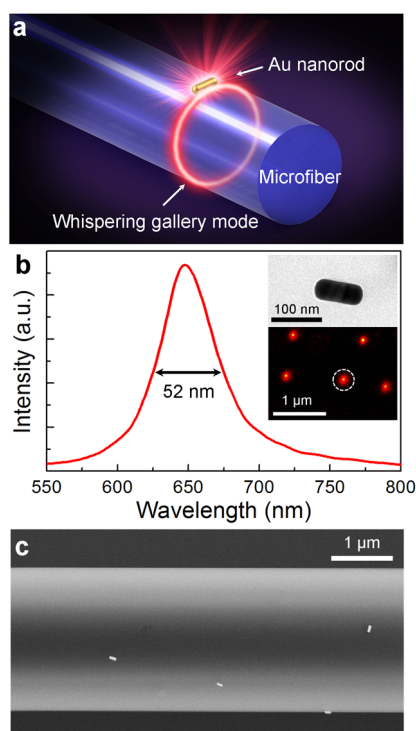 a
Au nanorod
Microfiber
Whispering gallery mode
b
Intensity (a.u.)
52 nm
100 nm
1 μm
550 600 650 700 750 800
Wavelength (nm)
c
1 μm